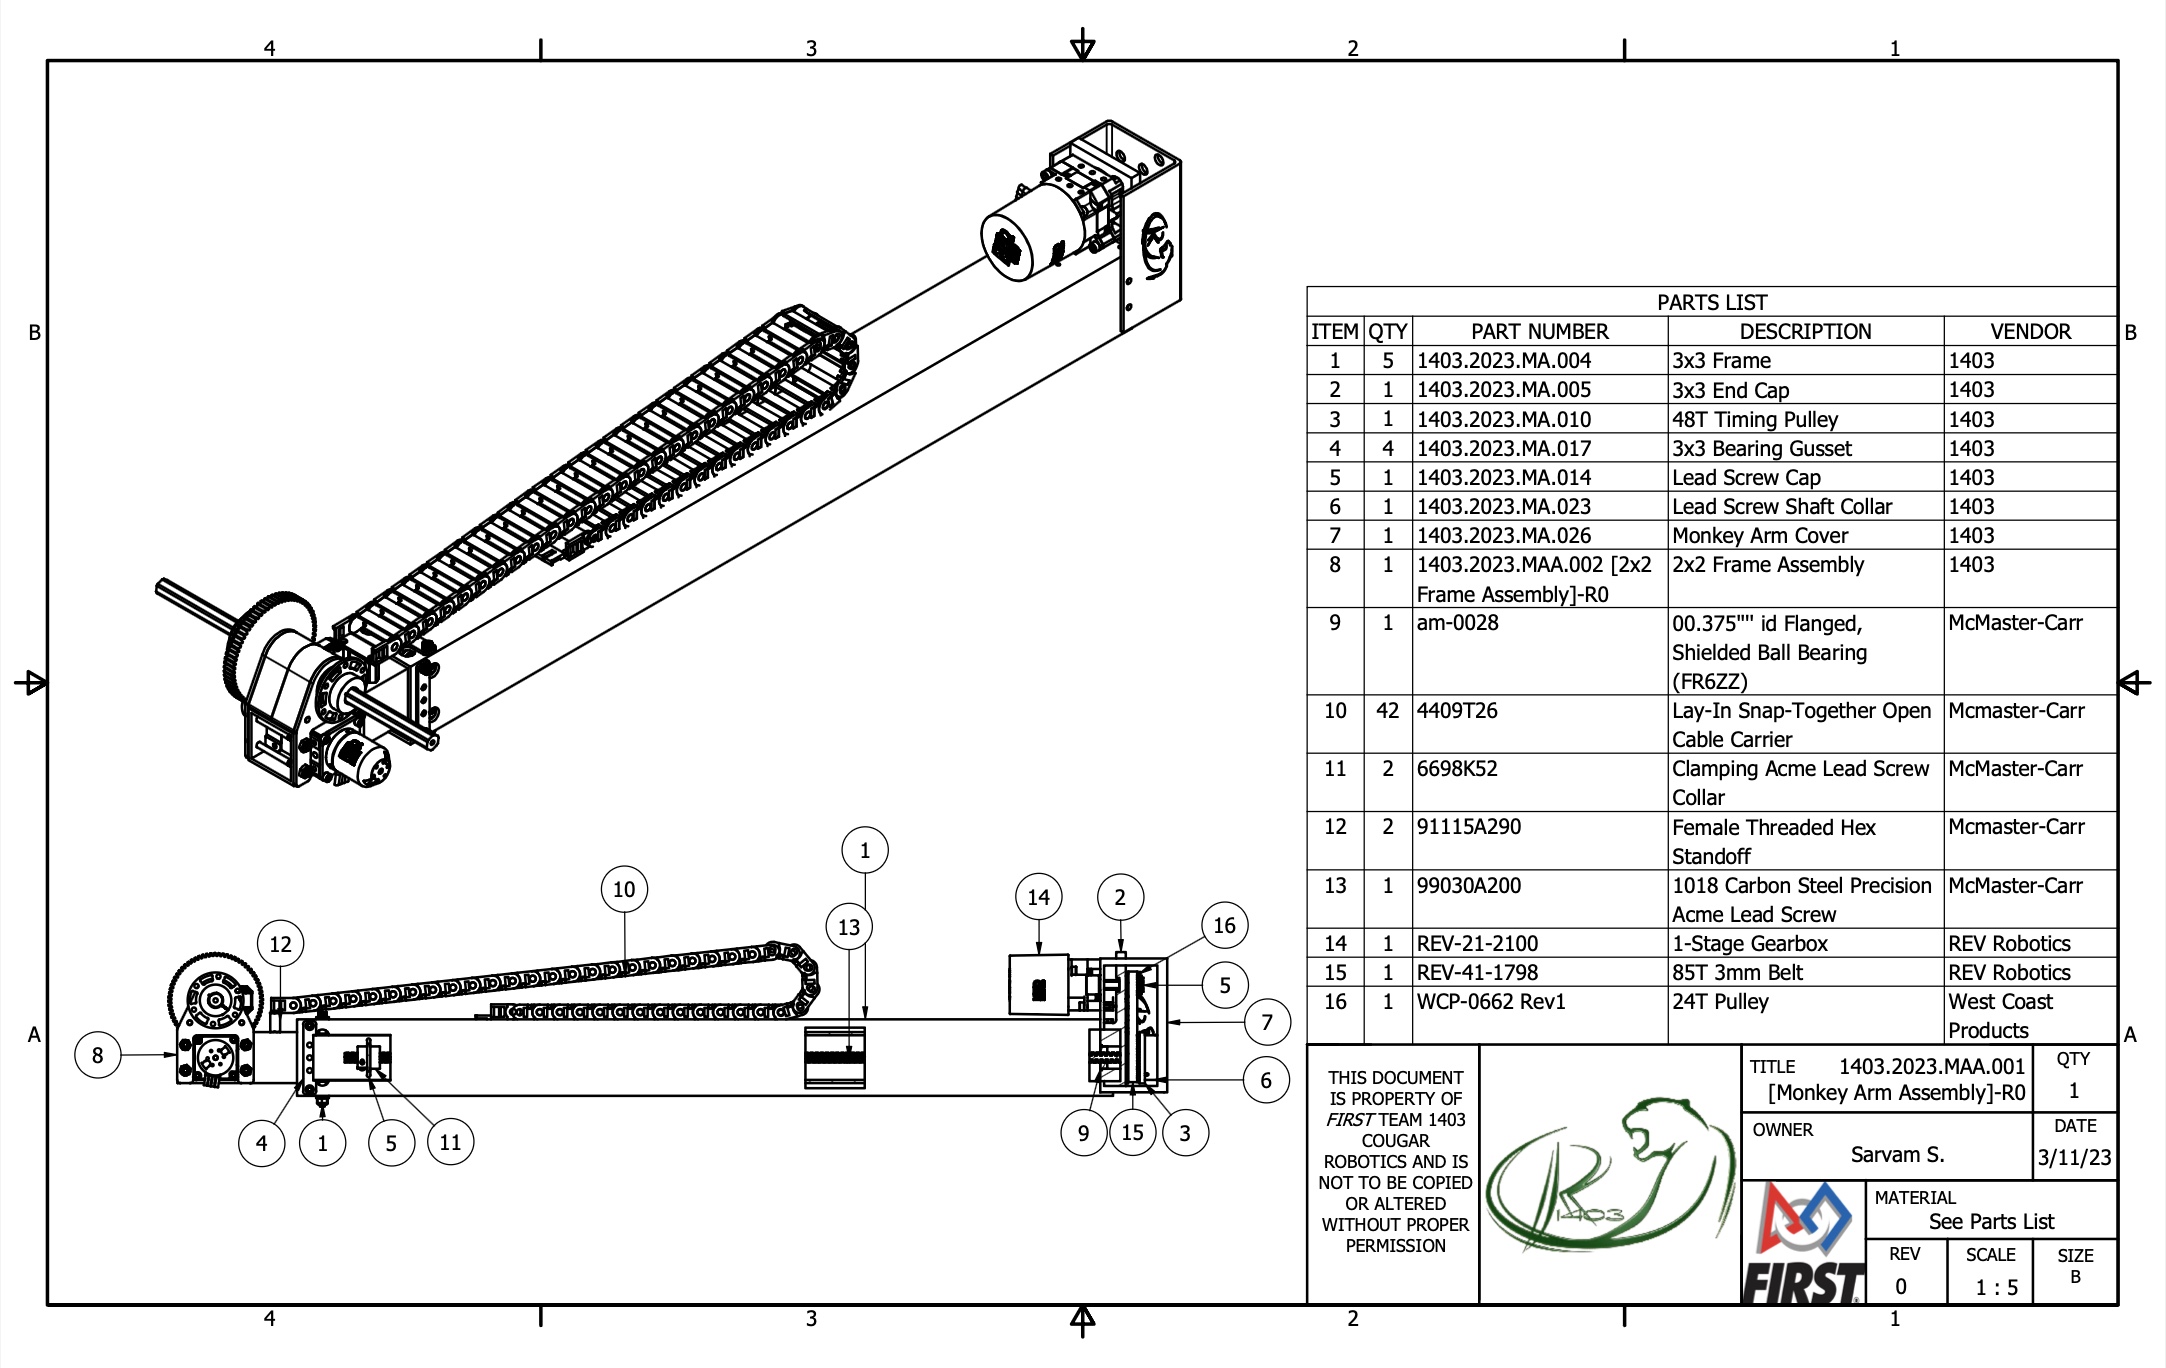 4 3 2 1
B B
PARTS LIST
ITEM QTY PART NUMBER DESCRIPTION VENDOR
1 5 1403.2023.MA.004 3x3 Frame 1403
2 1 1403.2023.MA.005 3x3 End Cap 1403
3 1 1403.2023.MA.010 48T Timing Pulley 1403
4 4 1403.2023.MA.017 3x3 Bearing Gusset 1403
5 1 1403.2023.MA.014 Lead Screw Cap 1403
6 1 1403.2023.MA.023 Lead Screw Shaft Collar 1403
7 1 1403.2023.MA.026 Monkey Arm Cover 1403
8 1 1403.2023.MAA.002 [2x2 2x2 Frame Assembly 1403
Frame Assembly]-R0
9 1 am-0028 00.375"" id Flanged, McMaster-Carr
Shielded Ball Bearing
(FR6ZZ)
10 42 4409T26 Lay-In Snap-Together Open Mcmaster-Carr
Cable Carrier
11 2 6698K52 Clamping Acme Lead Screw McMaster-Carr
Collar
12 2 91115A290 Female Threaded Hex Mcmaster-Carr
Standoff
13 1 99030A200 1018 Carbon Steel Precision McMaster-Carr
Acme Lead Screw
14 1 REV-21-2100 1-Stage Gearbox REV Robotics
15 1 REV-41-1798 85T 3mm Belt REV Robotics
16 1 WCP-0662 Rev1 24T Pulley West Coast
Products
1
10
14
2
13
16
12
5
7
8
6
4
1
5
11
9
15
3
A A
THIS DOCUMENT
IS PROPERTY OF
FIRST TEAM 1403
COUGAR
ROBOTICS AND IS
NOT TO BE COPIED
OR ALTERED
WITHOUT PROPER
PERMISSION
CR
1403
TITLE 1403.2023.MAA.001
[Monkey Arm Assembly]-R0
QTY
1
OWNER
Sarvam S.
DATE
3/11/23
FIRST
MATERIAL
See Parts List
REV
0
SCALE
1 : 5
SIZE
B
4 3 2 1